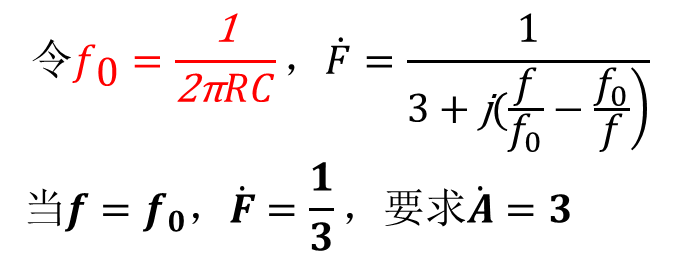 令f₀ = 1/(2πRC)，Ḟ = 1/(3 + j(f/f₀ − f₀/f))
当f = f₀，Ḟ = 1/3，要求Ȧ = 3